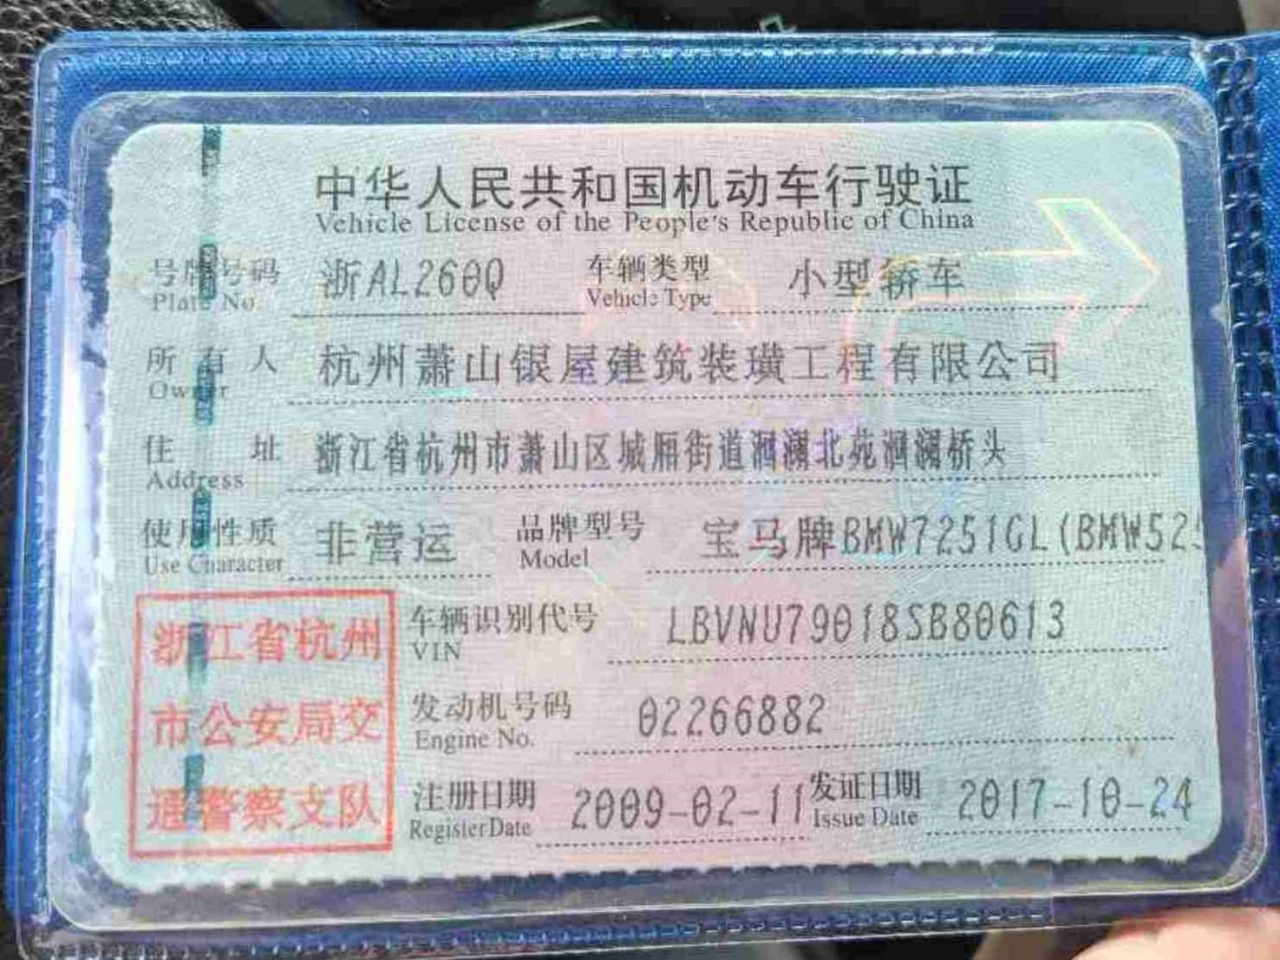 中华人民共和国机动车行驶证
Vehicle License of the People's Republic of China
号牌号码 浙AL260Q 车辆类型 小型轿车
Plate No. Vehicle Type
所有人 杭州萧山银屋建筑装璜工程有限公司
Owner
住址 浙江省杭州市萧山区城厢街道洄澜北苑洄澜桥头
Address
使用性质 非营运 品牌型号 宝马牌BMW7251GL(BMW525
Use Character Model
浙江省杭州市公安局交通警察支队
车辆识别代号 LBVNU79018SB80613
VIN
发动机号码 02266882
Engine No.
注册日期 2009-02-11 发证日期 2017-10-24
Register Date Issue Date